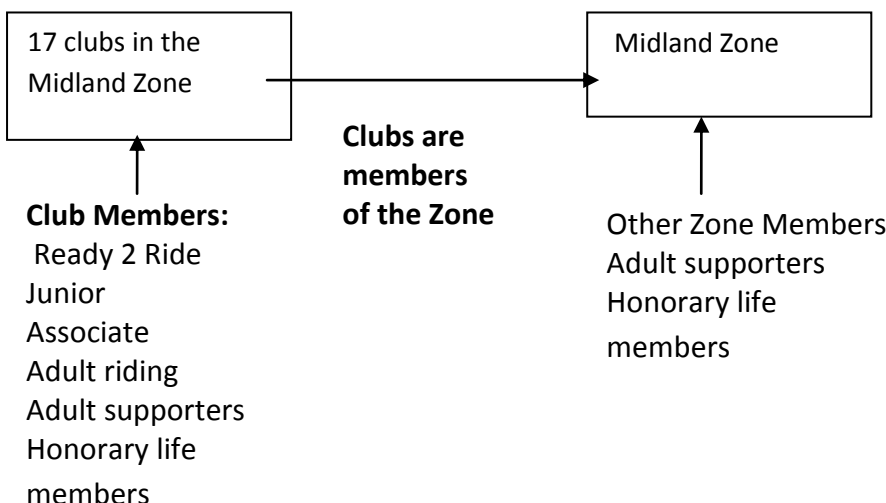 17 clubs in the
Midland Zone
Midland Zone
Clubs are
members
of the Zone
Club Members:
Ready 2 Ride
Junior
Associate
Adult riding
Adult supporters
Honorary life
members
Other Zone Members
Adult supporters
Honorary life
members